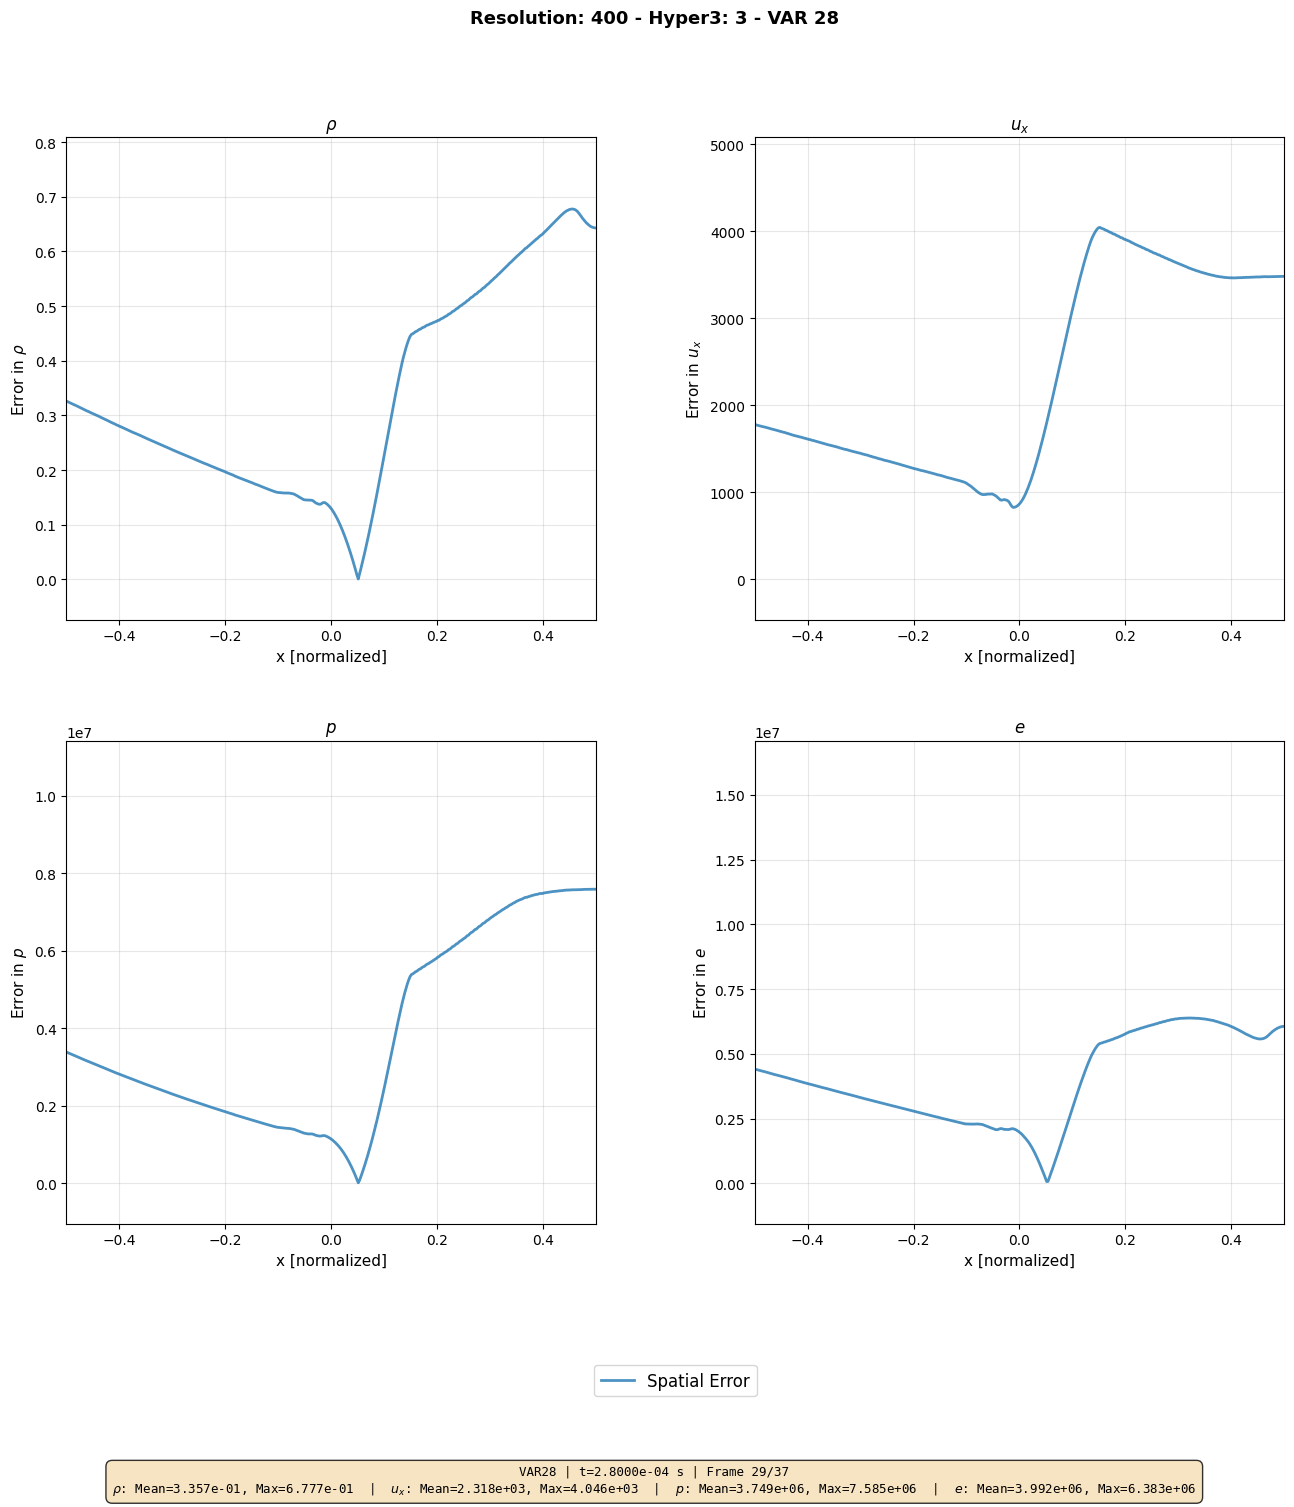 Resolution: 400 - Hyper3: 3 - VAR 28
ρ
0.8
0.7
0.6
0.5
0.4
0.3
0.2
0.1
0.0
Error in ρ
−0.4 −0.2 0.0 0.2 0.4
x [normalized]
u_x
5000
4000
3000
2000
1000
0
Error in u_x
−0.4 −0.2 0.0 0.2 0.4
x [normalized]
p
1e7
1.0
0.8
0.6
0.4
0.2
0.0
Error in p
−0.4 −0.2 0.0 0.2 0.4
x [normalized]
e
1e7
1.50
1.25
1.00
0.75
0.50
0.25
0.00
Error in e
−0.4 −0.2 0.0 0.2 0.4
x [normalized]
Spatial Error
VAR28 | t=2.8000e-04 s | Frame 29/37
ρ: Mean=3.357e-01, Max=6.777e-01 | u_x: Mean=2.318e+03, Max=4.046e+03 | p: Mean=3.749e+06, Max=7.585e+06 | e: Mean=3.992e+06, Max=6.383e+06